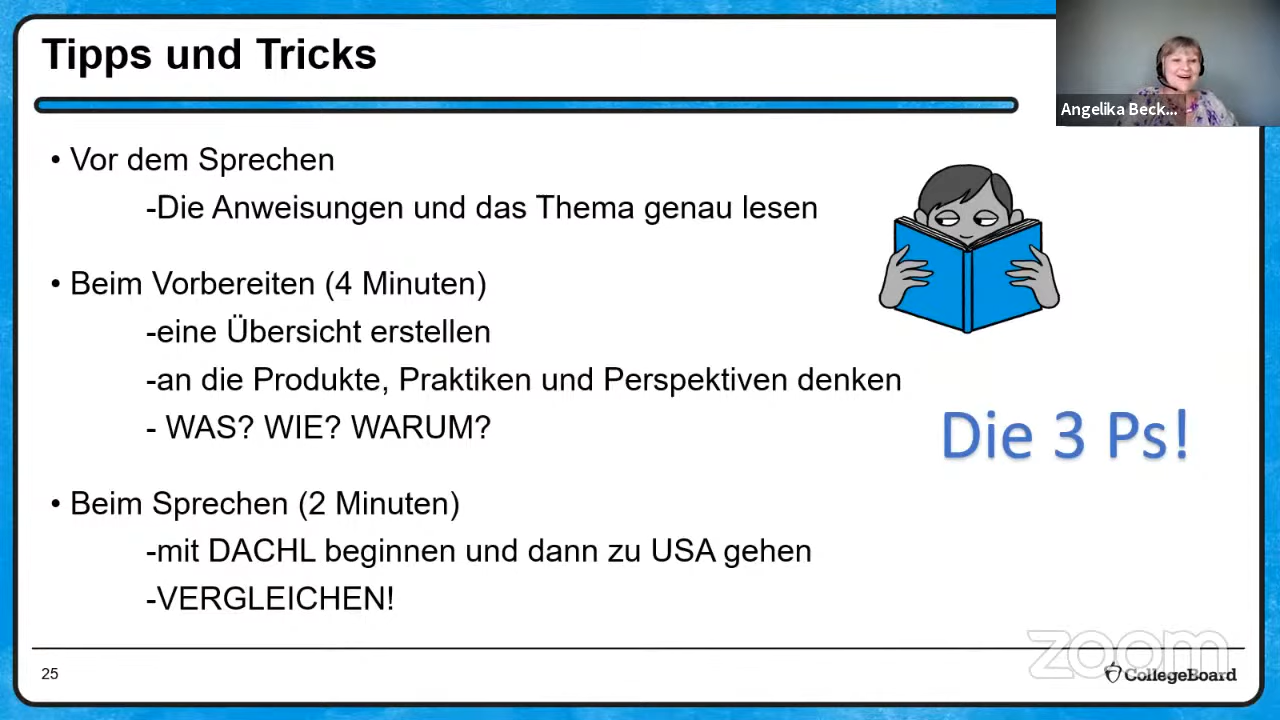 Tipps und Tricks
Angelika Beck...
• Vor dem Sprechen
-Die Anweisungen und das Thema genau lesen
• Beim Vorbereiten (4 Minuten)
-eine Übersicht erstellen
-an die Produkte, Praktiken und Perspektiven denken
- WAS? WIE? WARUM?
Die 3 Ps!
• Beim Sprechen (2 Minuten)
-mit DACHL beginnen und dann zu USA gehen
-VERGLEICHEN!
zoom
25
CollegeBoard